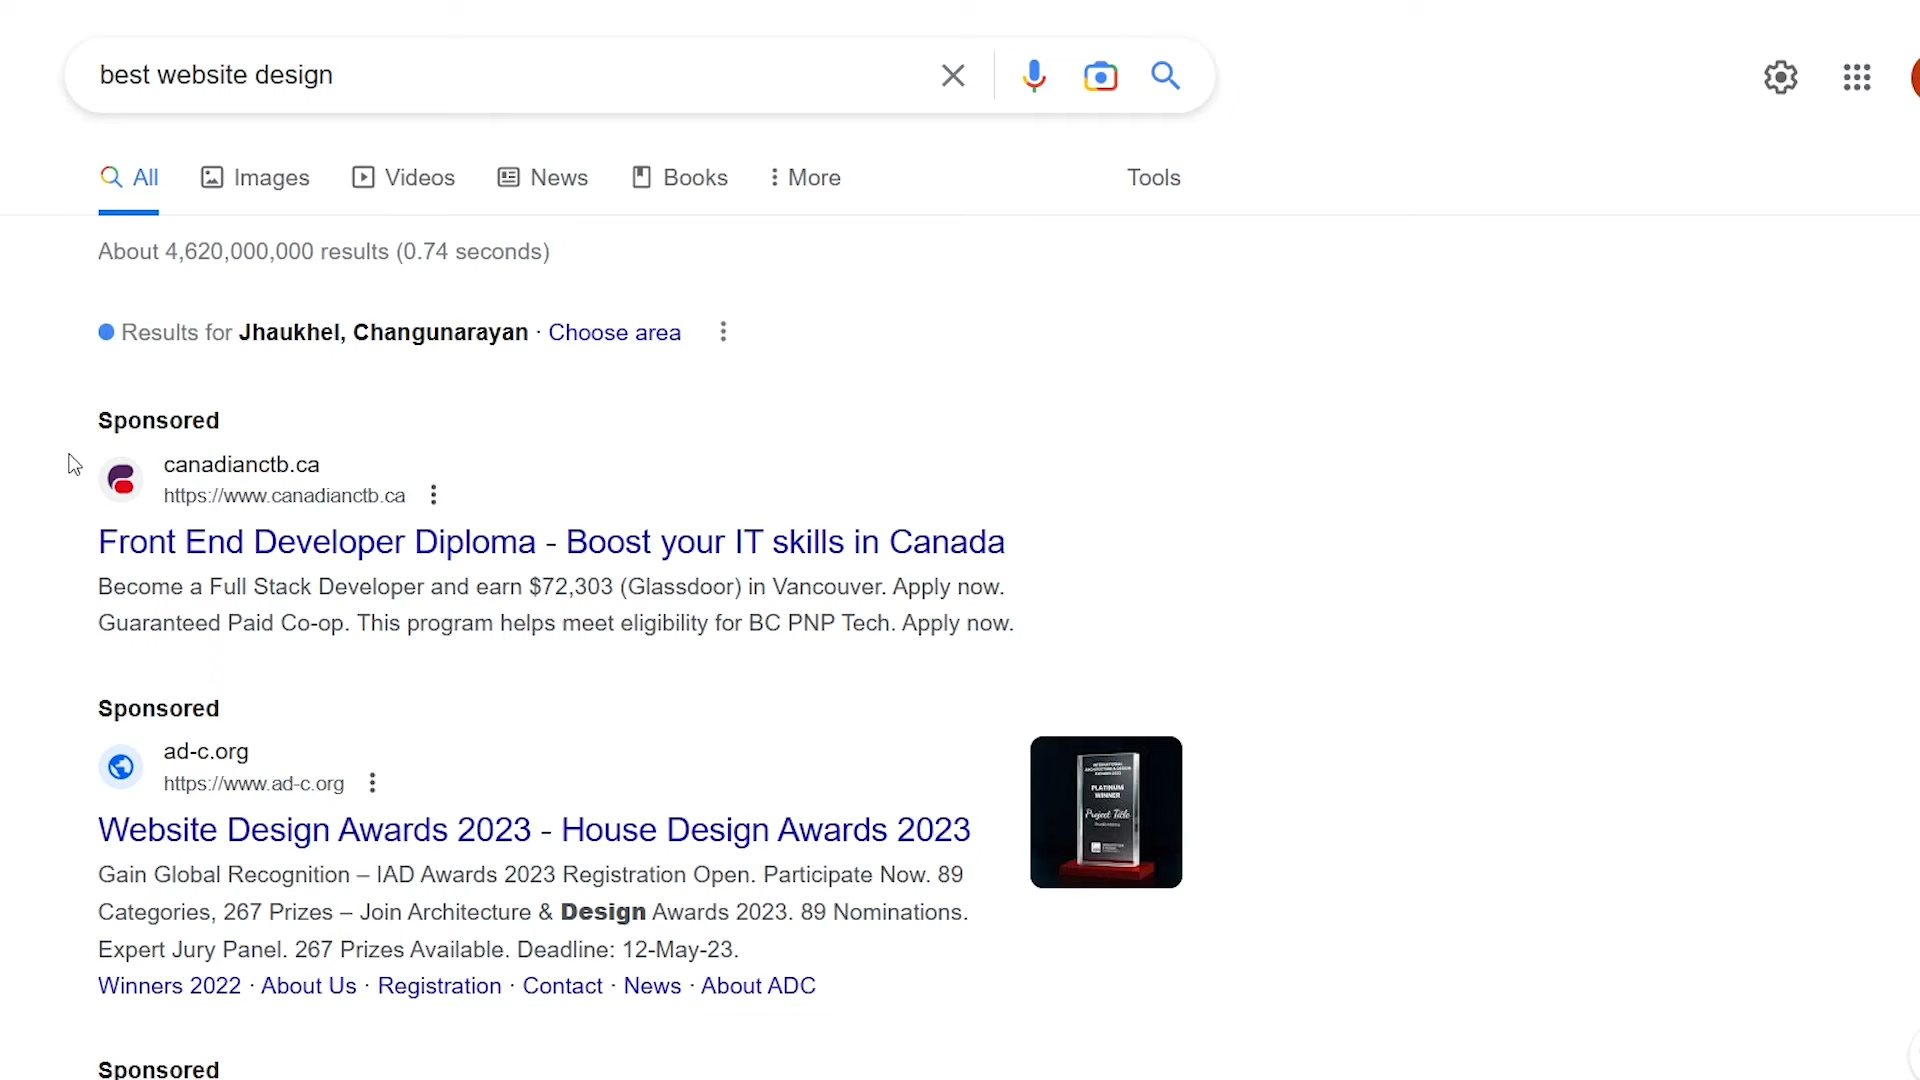 best website design
All Images Videos News Books More Tools
About 4,620,000,000 results (0.74 seconds)
Results for Jhaukhel, Changunarayan · Choose area
Sponsored
canadianctb.ca
https://www.canadianctb.ca
Front End Developer Diploma - Boost your IT skills in Canada
Become a Full Stack Developer and earn $72,303 (Glassdoor) in Vancouver. Apply now.
Guaranteed Paid Co-op. This program helps meet eligibility for BC PNP Tech. Apply now.
Sponsored
ad-c.org
https://www.ad-c.org
Website Design Awards 2023 - House Design Awards 2023
Gain Global Recognition – IAD Awards 2023 Registration Open. Participate Now. 89
Categories, 267 Prizes – Join Architecture & Design Awards 2023. 89 Nominations.
Expert Jury Panel. 267 Prizes Available. Deadline: 12-May-23.
Winners 2022 · About Us · Registration · Contact · News · About ADC
PLATINUM
WINNER
Project Title
Sponsored